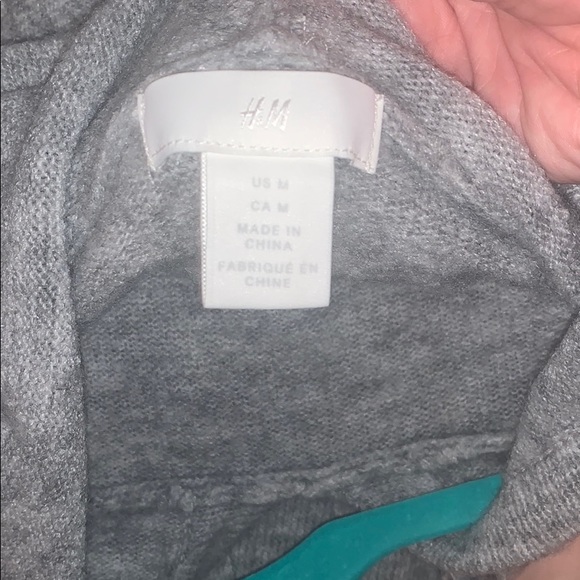 H&M
US M
CA M
MADE IN
CHINA
FABRIQUÉ EN
CHINE